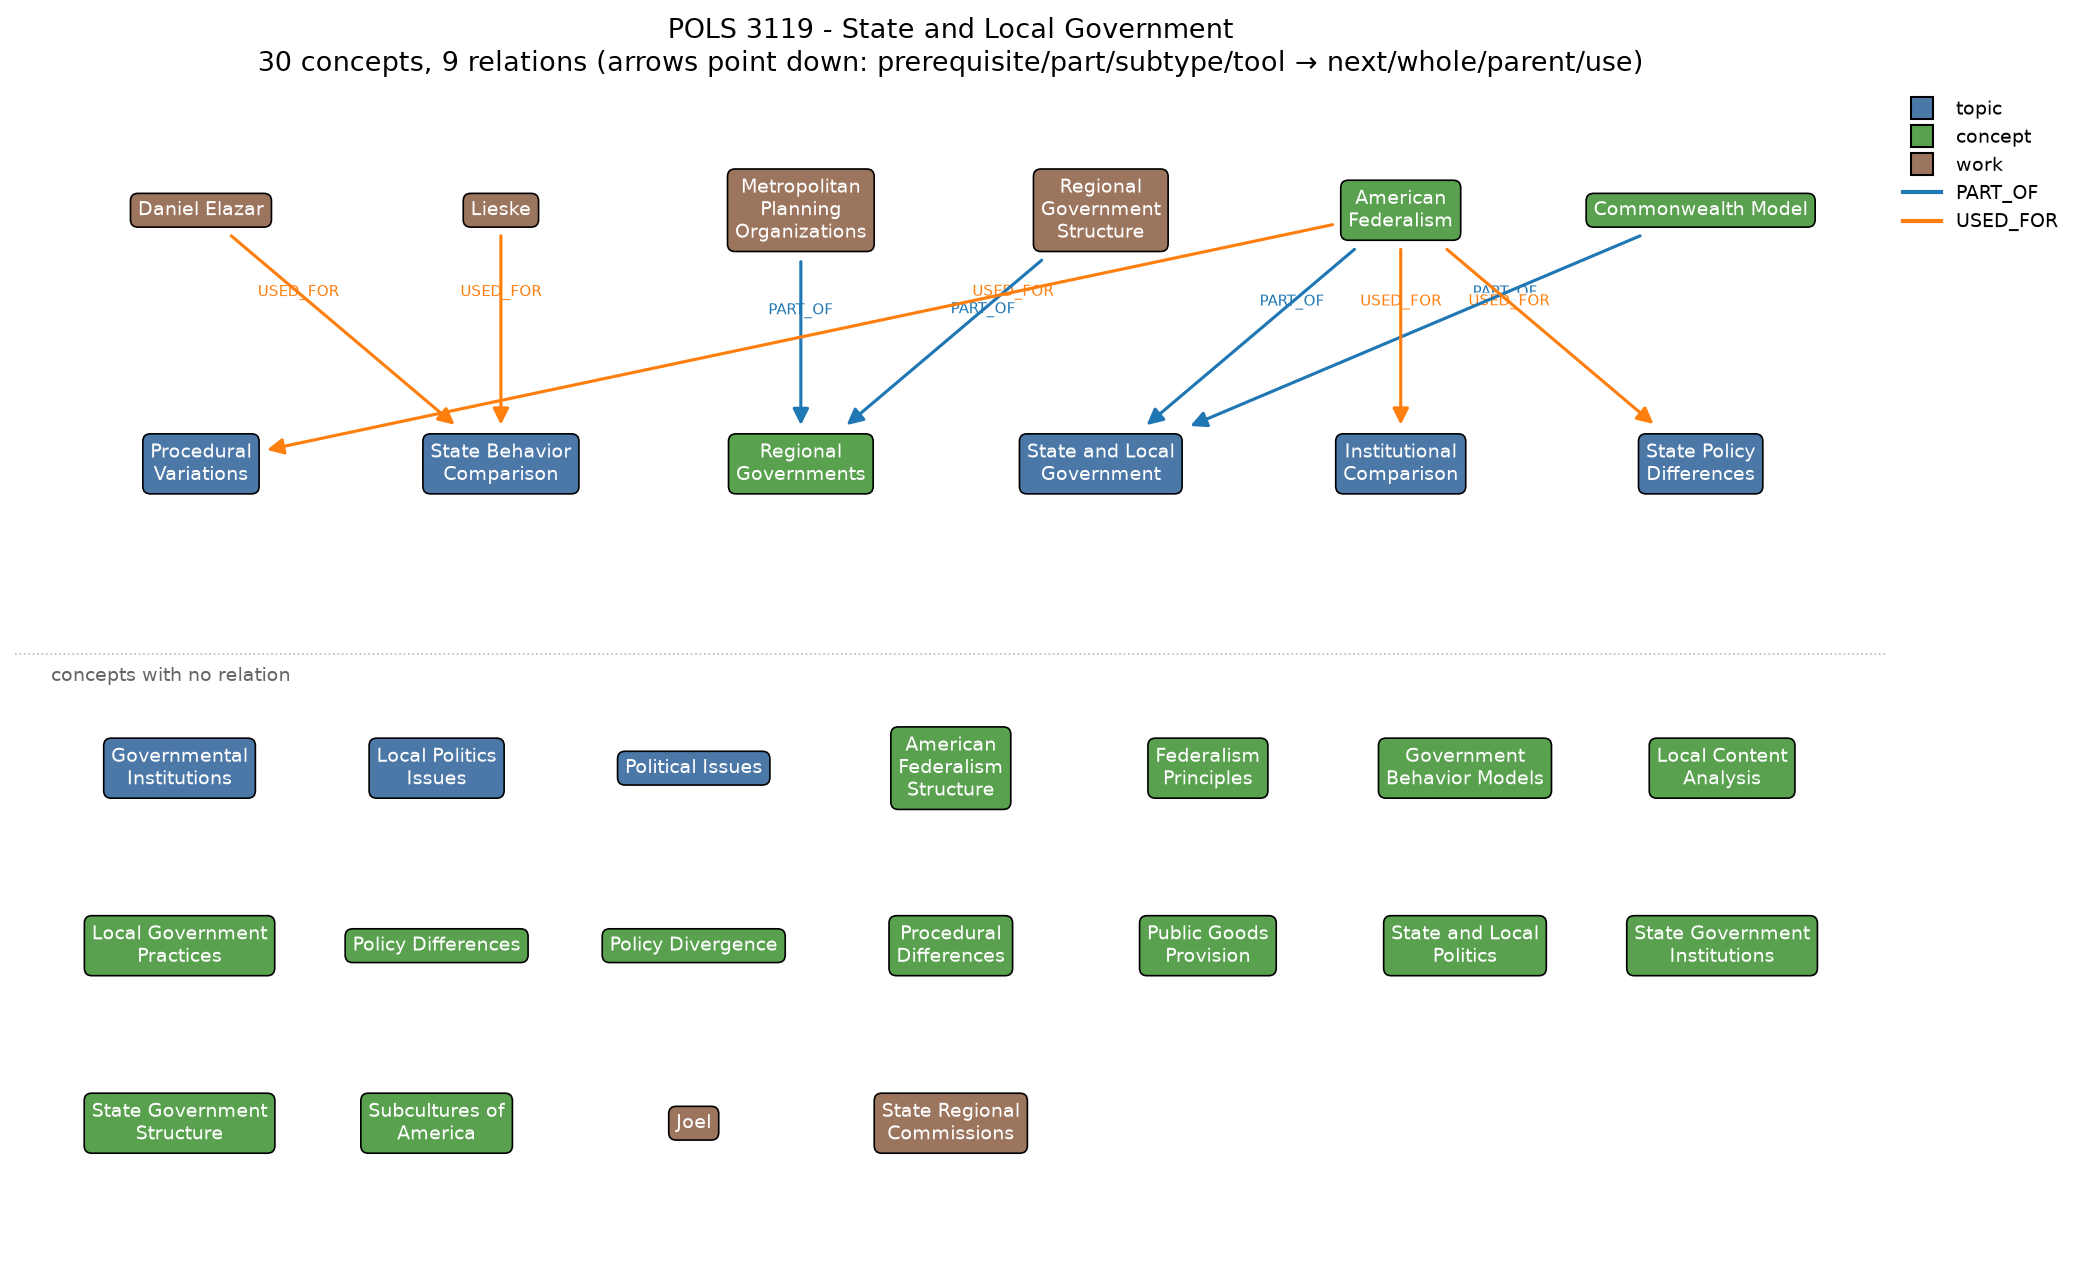 POLS 3119 - State and Local Government
30 concepts, 9 relations (arrows point down: prerequisite/part/subtype/tool → next/whole/parent/use)
topic
concept
work
PART_OF
USED_FOR
Daniel Elazar
Lieske
Metropolitan
Planning
Organizations
Regional
Government
Structure
American
Federalism
Commonwealth Model
USED_FOR
USED_FOR
PART_OF
USED_FOR
PART_OF
PART_OF
USED_FOR
PART_OF
USED_FOR
Procedural
Variations
State Behavior
Comparison
Regional
Governments
State and Local
Government
Institutional
Comparison
State Policy
Differences
concepts with no relation
Governmental
Institutions
Local Politics
Issues
Political Issues
American
Federalism
Structure
Federalism
Principles
Government
Behavior Models
Local Content
Analysis
Local Government
Practices
Policy Differences
Policy Divergence
Procedural
Differences
Public Goods
Provision
State and Local
Politics
State Government
Institutions
State Government
Structure
Subcultures of
America
Joel
State Regional
Commissions